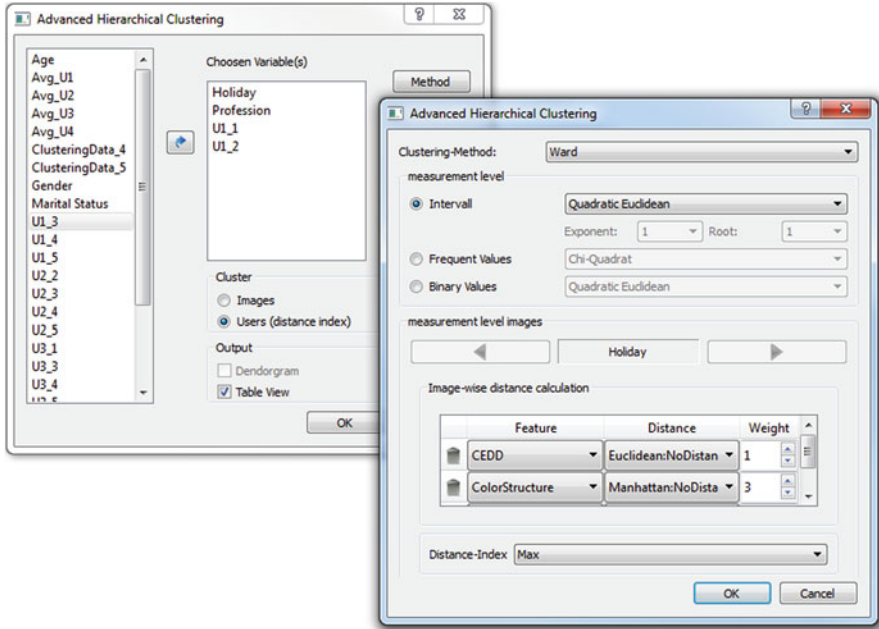 Advanced Hierarchical Clustering
Age
Avg_U1
Avg_U2
Avg_U3
Avg_U4
ClusteringData_4
ClusteringData_5
Gender
Marital Status
U1_3
U1_4
U1_5
U2_2
U2_3
U2_4
U2_5
U3_1
U3_3
U3_4
Choosen Variable(s)
Holiday
Profession
U1_1
U1_2
Method
Cluster
Images
Users (distance index)
Output
Dendorgram
Table View
OK
Advanced Hierarchical Clustering
Clustering-Method: Ward
measurement level
Intervall Quadratic Euclidean
Exponent: 1 Root: 1
Frequent Values Chi-Quadrat
Binary Values Quadratic Euclidean
measurement level images
Holiday
Image-wise distance calculation
Feature Distance Weight
CEDD Euclidean:NoDistan 1
ColorStructure Manhattan:NoDista 3
Distance-Index Max
OK Cancel